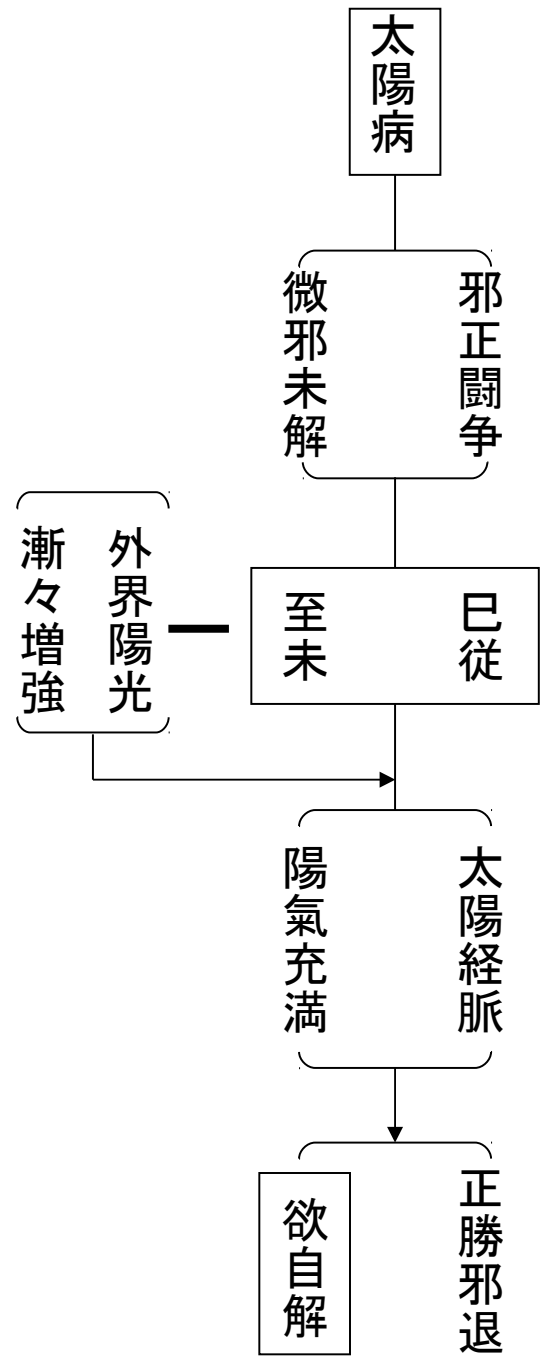 太陽病
邪正闘争
微邪未解
巳従
至未
外界陽光
漸々増強
太陽経脈
陽氣充満
正勝邪退
欲自解